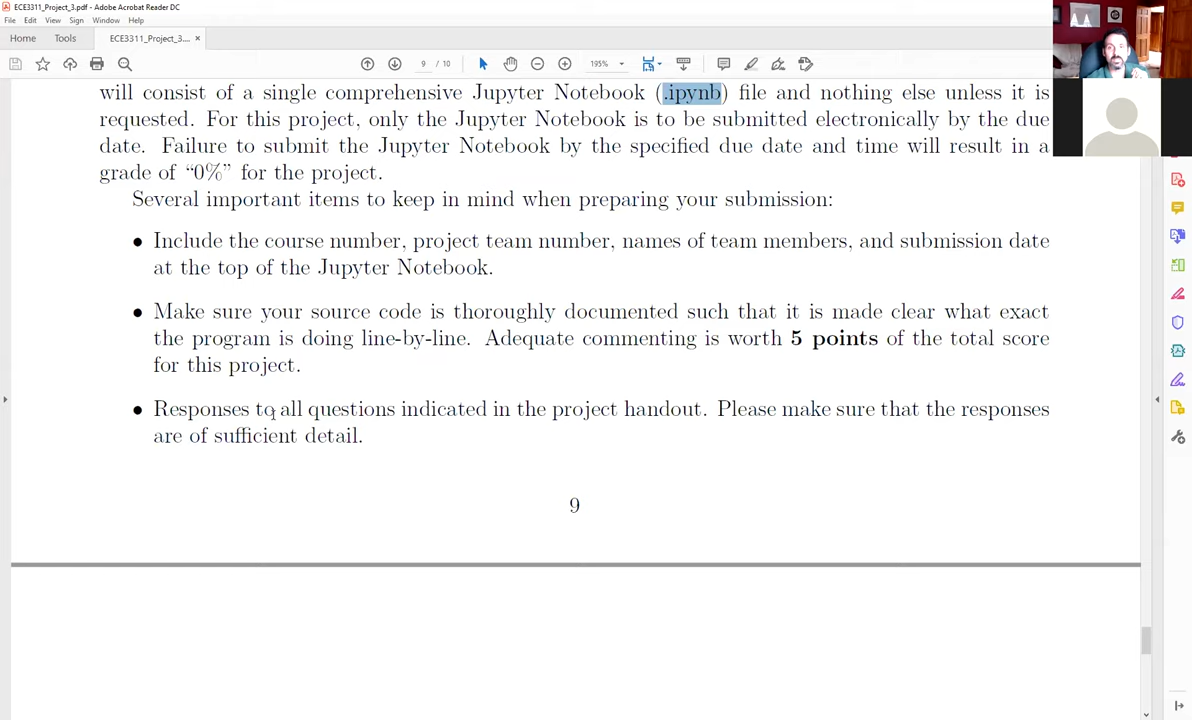 ECE3311_Project_3.pdf - Adobe Acrobat Reader DC
File Edit View Sign Window Help
Home Tools ECE3311_Project_3.... ×
9 / 10 195%
will consist of a single comprehensive Jupyter Notebook (.ipynb) file and nothing else unless it is
requested. For this project, only the Jupyter Notebook is to be submitted electronically by the due
date. Failure to submit the Jupyter Notebook by the specified due date and time will result in a
grade of “0%” for the project.
Several important items to keep in mind when preparing your submission:
• Include the course number, project team number, names of team members, and submission date
at the top of the Jupyter Notebook.
• Make sure your source code is thoroughly documented such that it is made clear what exact
the program is doing line-by-line. Adequate commenting is worth 5 points of the total score
for this project.
• Responses to all questions indicated in the project handout. Please make sure that the responses
are of sufficient detail.
9